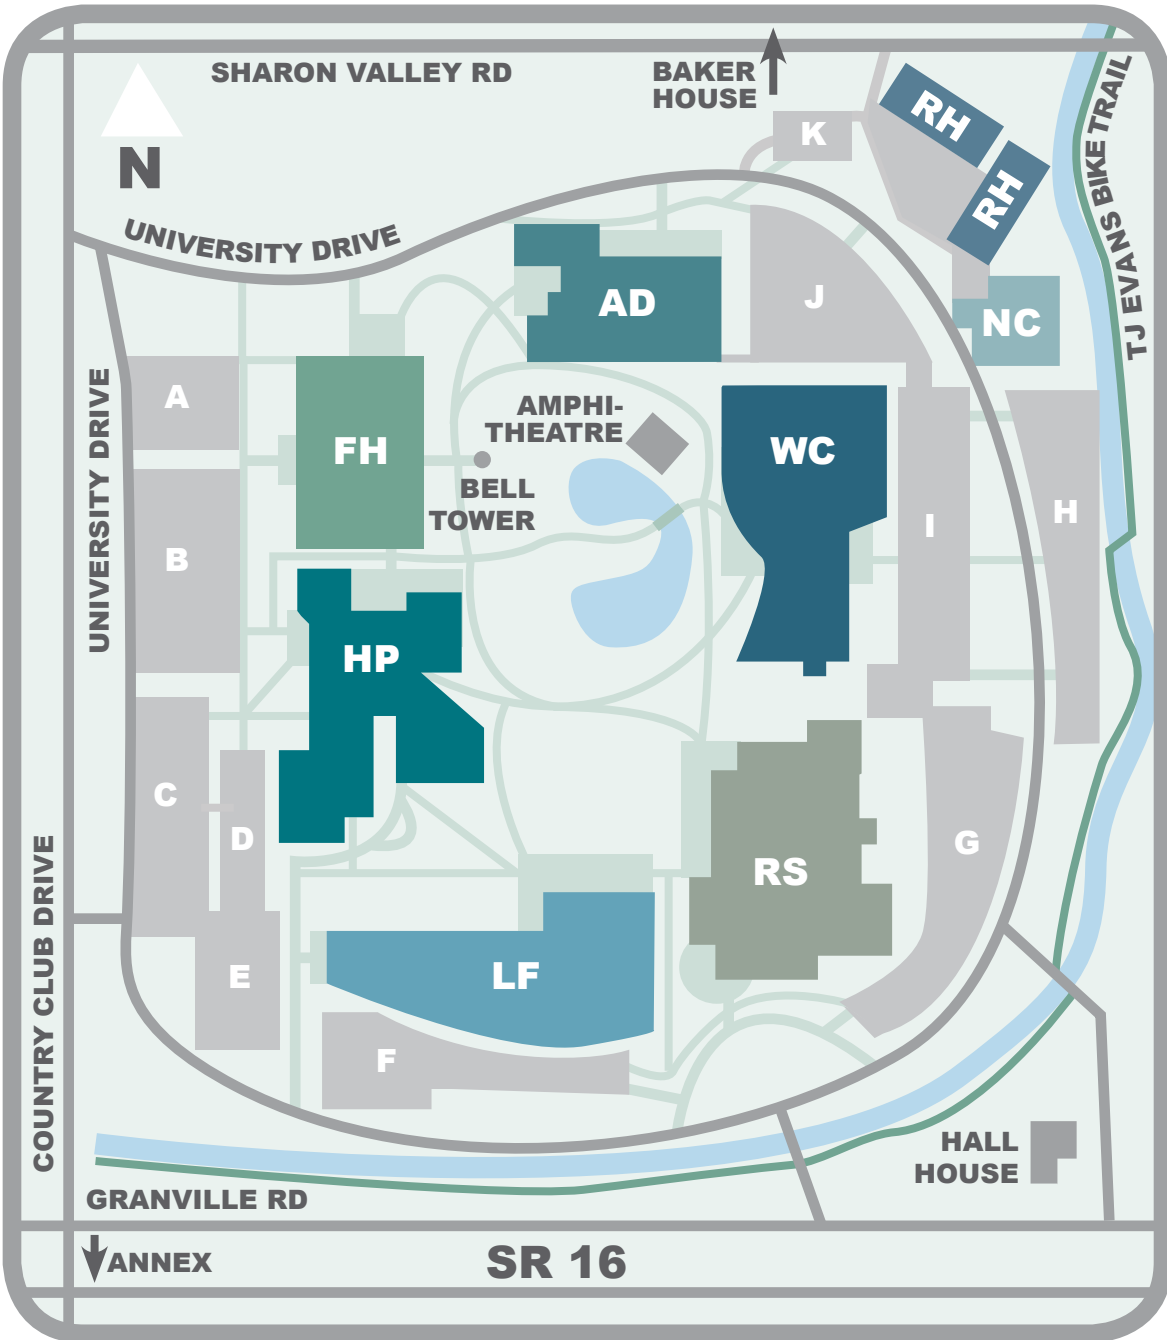 SHARON VALLEY RD
BAKER
HOUSE
N
K
RH
RH
TJ EVANS BIKE TRAIL
UNIVERSITY DRIVE
AD
J
NC
A
UNIVERSITY DRIVE
FH
AMPHI-
THEATRE
WC
BELL
TOWER
B
I
H
HP
C
D
G
RS
COUNTRY CLUB DRIVE
E
LF
F
HALL
HOUSE
GRANVILLE RD
ANNEX
SR 16